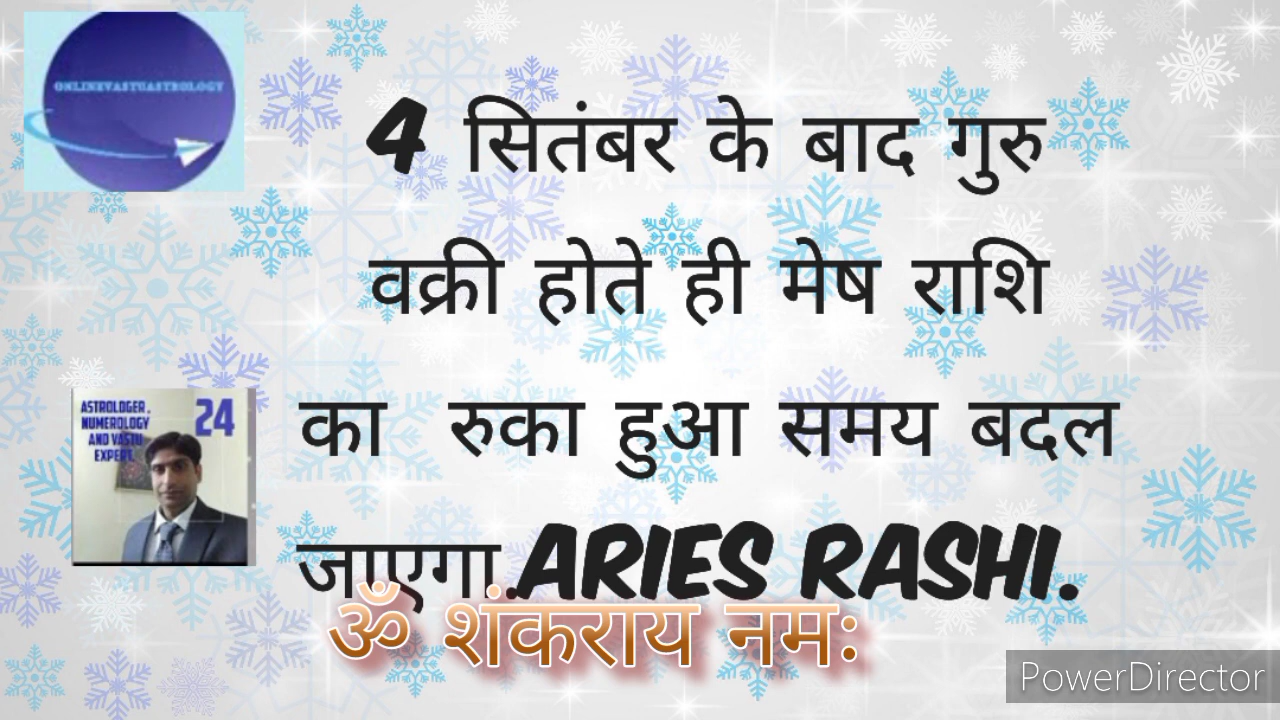 ONLINEVASTUASTROLOGY
4 सितंबर के बाद गुरु
वक्री होते ही मेष राशि
का रुका हुआ समय बदल
जाएगा.ARIES RASHI.
ॐ शंकराय नमः
ASTROLOGER,
NUMEROLOGY
AND VASTU
EXPERT.
24
PowerDirector